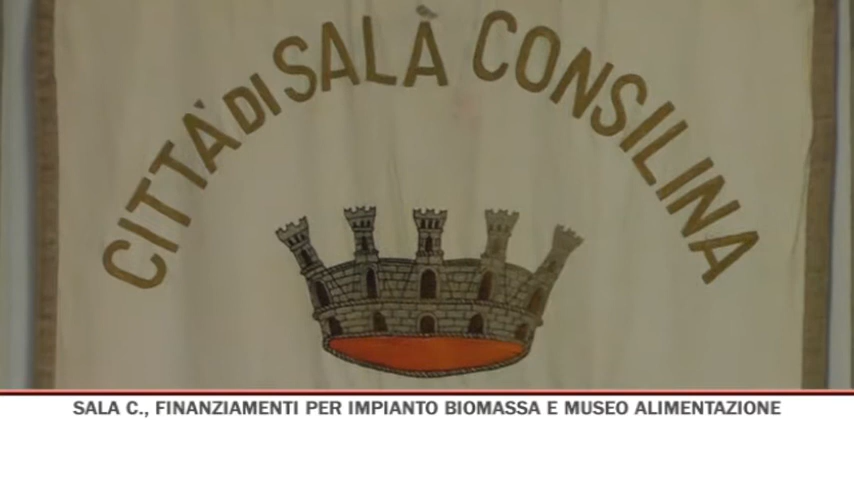 CITTÀ DI SALA CONSILINA
SALA C., FINANZIAMENTI PER IMPIANTO BIOMASSA E MUSEO ALIMENTAZIONE